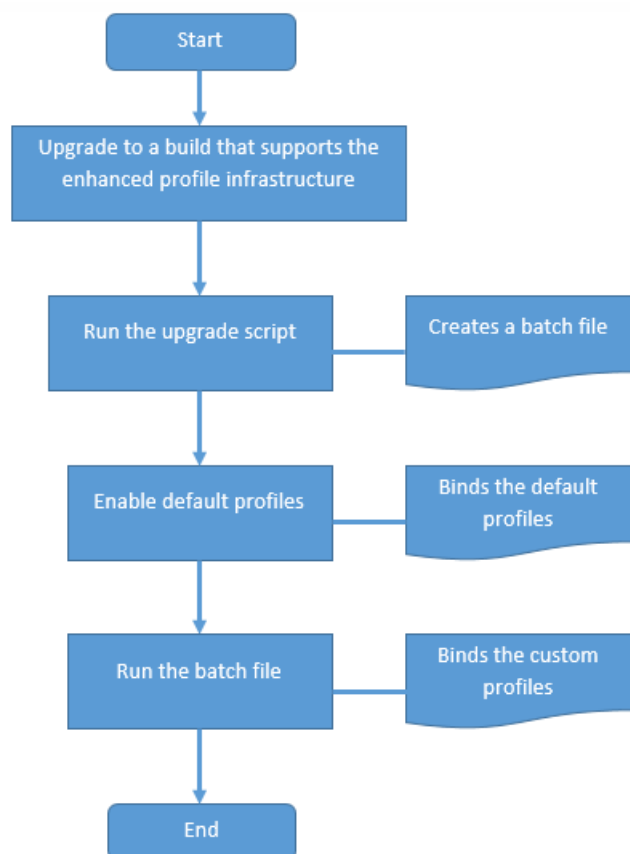 Start
Upgrade to a build that supports the
enhanced profile infrastructure
Run the upgrade script
Creates a batch file
Enable default profiles
Binds the default
profiles
Run the batch file
Binds the custom
profiles
End